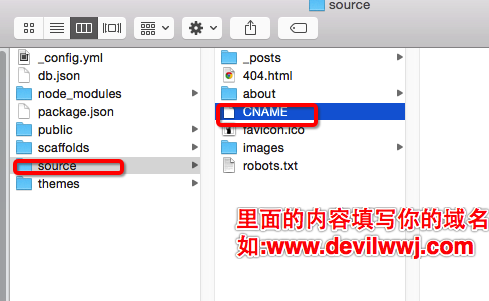 source
_config.yml
db.json
node_modules
package.json
public
scaffolds
source
themes
_posts
404.html
about
CNAME
favicon.ico
images
robots.txt
里面的内容填写你的域名
如:www.devilwwj.com